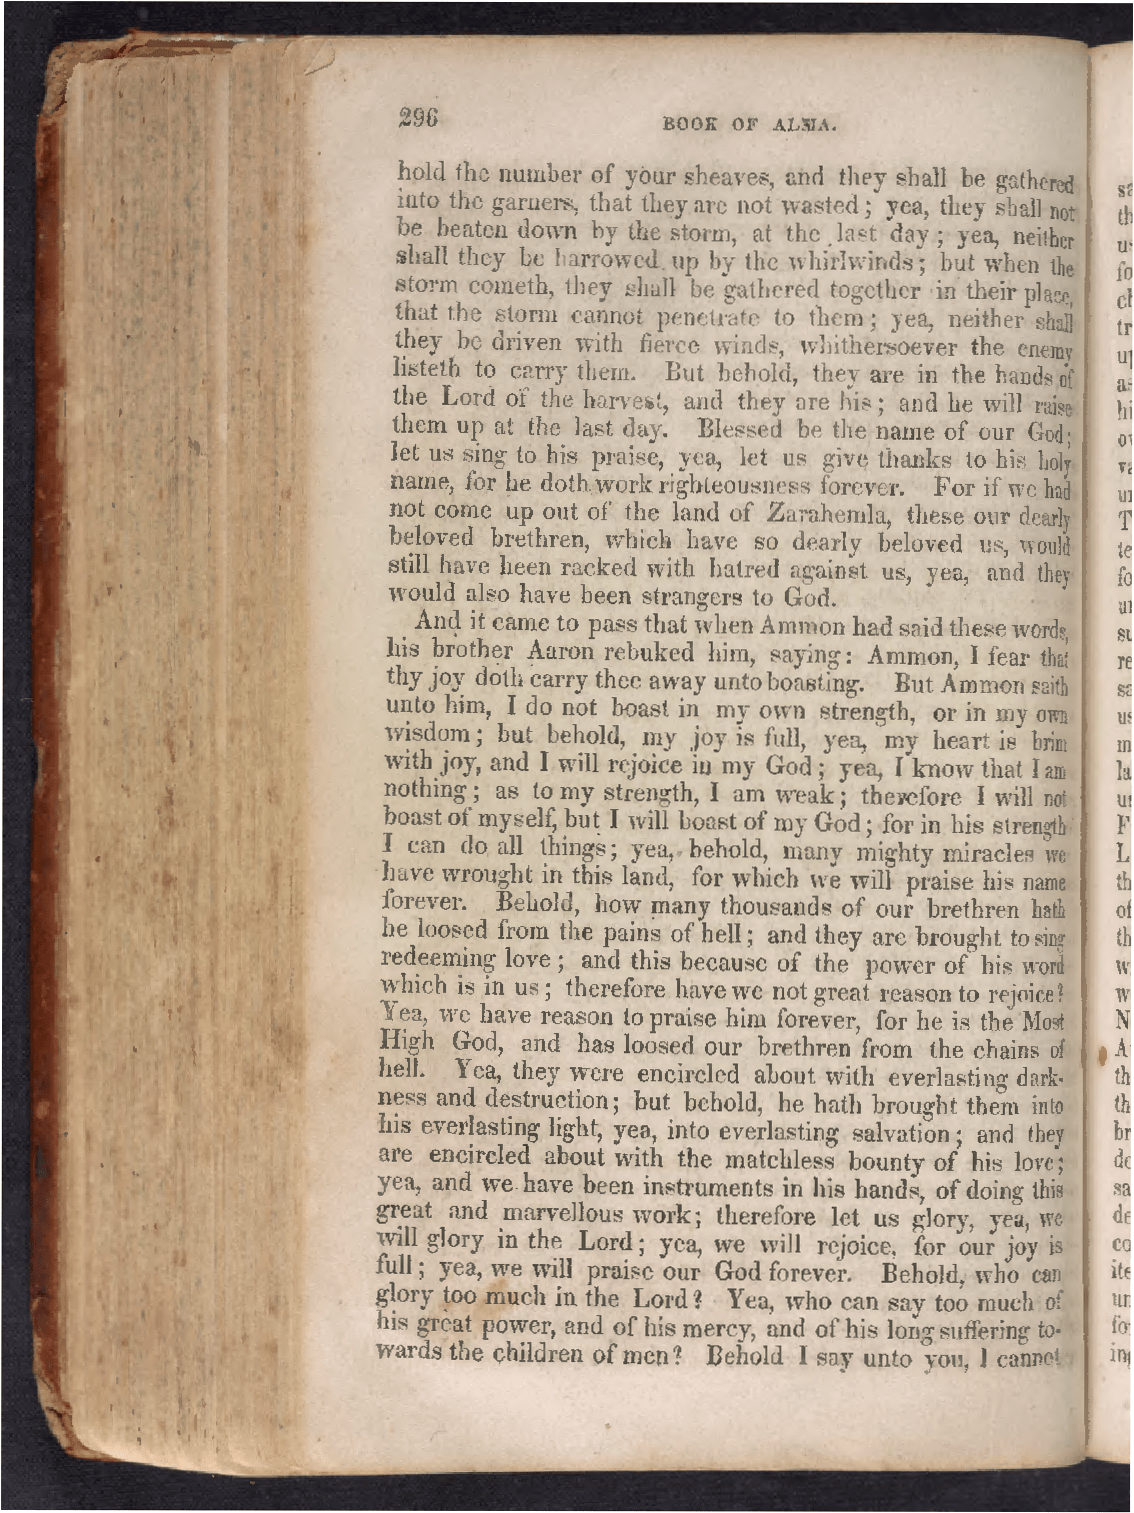 296
BOOK OF ALMA.
hold the number of your sheaves, and they shall be gathered
into the garners, that they are not wasted; yea, they shall not
be beaten down by the storm, at the last day; yea, neither
shall they be harrowed up by the whirlwinds; but when the
storm cometh, they shall be gathered together in their place,
that the storm cannot penetrate to them; yea, neither shall
they be driven with fierce winds, whithersoever the enemy
listeth to carry them. But behold, they are in the hands of
the Lord of the harvest, and they are his; and he will raise
them up at the last day. Blessed be the name of our God;
let us sing to his praise, yea, let us give thanks to his holy
name, for he doth work righteousness forever. For if we had
not come up out of the land of Zarahemla, these our dearly
beloved brethren, which have so dearly beloved us, would
still have been racked with hatred against us, yea, and they
would also have been strangers to God.
And it came to pass that when Ammon had said these words,
his brother Aaron rebuked him, saying: Ammon, I fear that
thy joy doth carry thee away unto boasting. But Ammon saith
unto him, I do not boast in my own strength, or in my own
wisdom; but behold, my joy is full, yea, my heart is brim
with joy, and I will rejoice in my God; yea, I know that I am
nothing; as to my strength, I am weak; therefore I will not
boast of myself, but I will boast of my God; for in his strength
I can do all things; yea, behold, many mighty miracles we
have wrought in this land, for which we will praise his name
forever. Behold, how many thousands of our brethren hath
he loosed from the pains of hell; and they are brought to sing
redeeming love; and this because of the power of his word
which is in us; therefore have we not great reason to rejoice?
Yea, we have reason to praise him forever, for he is the Most
High God, and has loosed our brethren from the chains of
hell. Yea, they were encircled about with everlasting dark-
ness and destruction; but behold, he hath brought them into
his everlasting light, yea, into everlasting salvation; and they
are encircled about with the matchless bounty of his love;
yea, and we have been instruments in his hands, of doing this
great and marvellous work; therefore let us glory, yea, we
will glory in the Lord; yea, we will rejoice, for our joy is
full; yea, we will praise our God forever. Behold, who can
glory too much in the Lord? Yea, who can say too much of
his great power, and of his mercy, and of his long suffering to-
wards the children of men? Behold I say unto you, I cannot